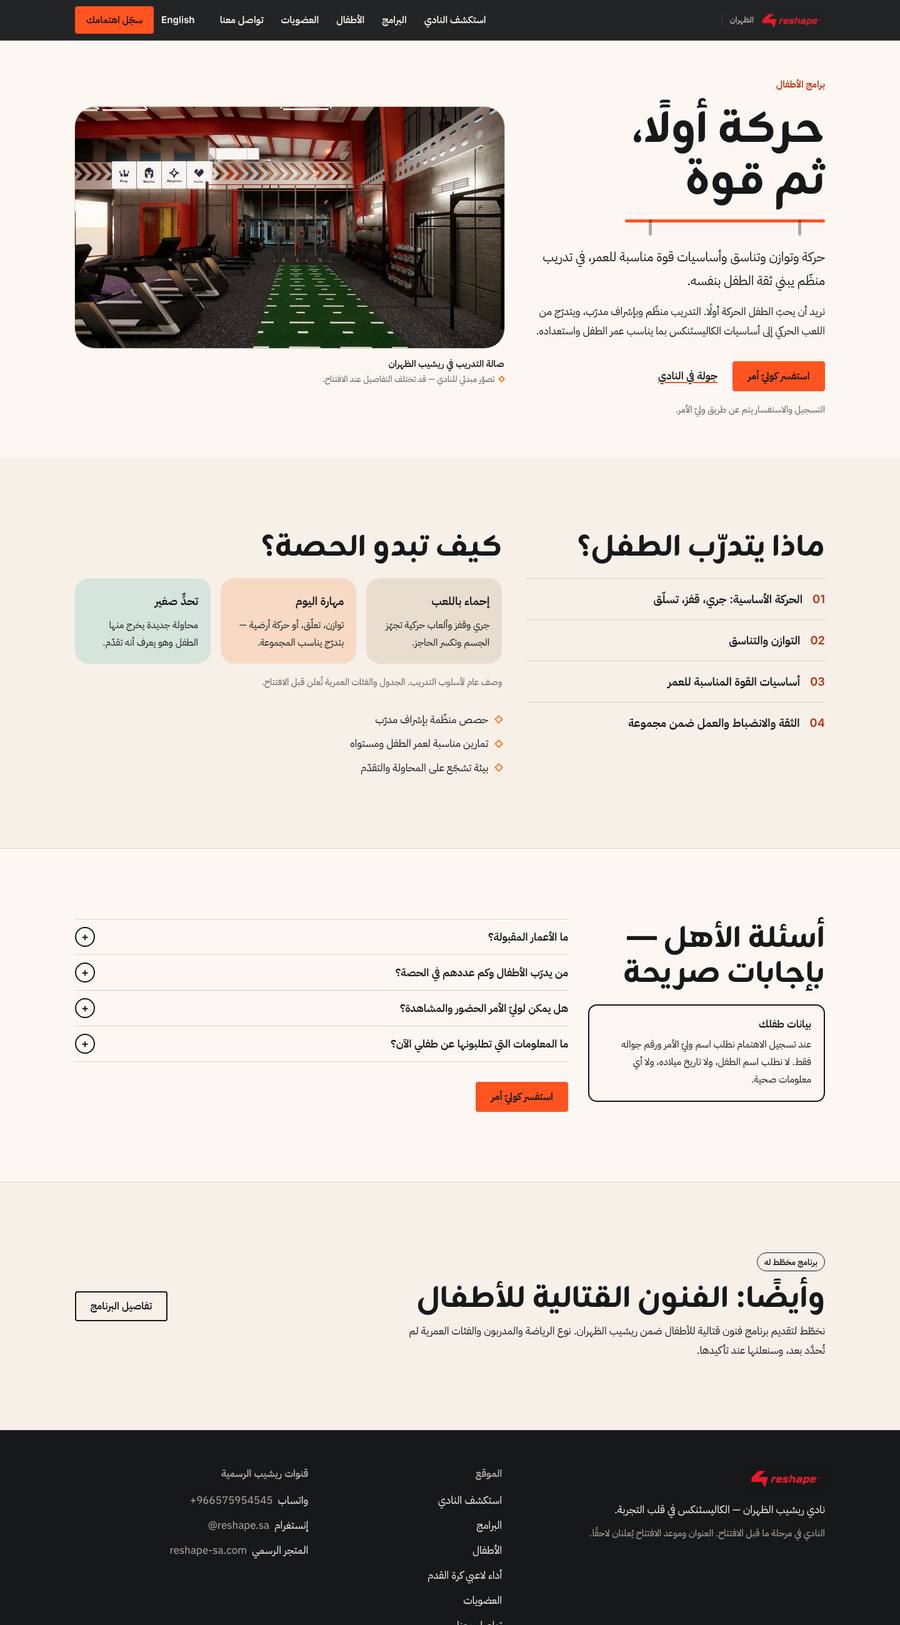 reshape
الظهران
استكشف النادي
البرامج
الأطفال
العضويات
تواصل معنا
English
سجّل اهتمامك
برامج الأطفال
حركة أولًا،
ثم قوة
حركة وتوازن وتناسق وأساسيات قوة مناسبة للعمر، في تدريب
منظّم يبني ثقة الطفل بنفسه.
نريد أن يحبّ الطفل الحركة أولًا. التدريب منظّم وبإشراف مدرّب، ويتدرّج من
اللعب الحركي إلى أساسيات الكاليسثنكس بما يناسب عمر الطفل واستعداده.
استفسر كوليّ أمر
جولة في النادي
التسجيل والاستفسار يتم عن طريق وليّ الأمر.
صالة التدريب في ريشيب الظهران
تصوّر مبدئي للنادي — قد تختلف التفاصيل عند الافتتاح.
ماذا يتدرّب الطفل؟
01 الحركة الأساسية: جري، قفز، تسلّق
02 التوازن والتناسق
03 أساسيات القوة المناسبة للعمر
04 الثقة والانضباط والعمل ضمن مجموعة
كيف تبدو الحصة؟
إحماء باللعب
جري وقفز وألعاب حركية تجهّز
الجسم وتكسر الحاجز.
مهارة اليوم
توازن، تعلّق، أو حركة أرضية —
بتدرّج يناسب المجموعة.
تحدٍّ صغير
محاولة جديدة يخرج منها
الطفل وهو يعرف أنه تقدّم.
وصف عام لأسلوب التدريب. الجدول والفئات العمرية تُعلن قبل الافتتاح.
حصص منظّمة بإشراف مدرّب
تمارين مناسبة لعمر الطفل ومستواه
بيئة تشجّع على المحاولة والتقدّم
أسئلة الأهل —
بإجابات صريحة
بيانات طفلك
عند تسجيل الاهتمام نطلب اسم وليّ الأمر ورقم جواله
فقط. لا نطلب اسم الطفل، ولا تاريخ ميلاده، ولا أي
معلومات صحية.
ما الأعمار المقبولة؟
من يدرّب الأطفال وكم عددهم في الحصة؟
هل يمكن لوليّ الأمر الحضور والمشاهدة؟
ما المعلومات التي تطلبونها عن طفلي الآن؟
استفسر كوليّ أمر
برنامج مخطّط له
وأيضًا: الفنون القتالية للأطفال
نخطّط لتقديم برنامج فنون قتالية للأطفال ضمن ريشيب الظهران. نوع الرياضة والمدربون والفئات العمرية لم
تُحدَّد بعد، وسنعلنها عند تأكيدها.
تفاصيل البرنامج
reshape
نادي ريشيب الظهران — الكاليسثنكس في قلب التجربة.
النادي في مرحلة ما قبل الافتتاح. العنوان وموعد الافتتاح يُعلنان لاحقًا.
الموقع
استكشف النادي
البرامج
الأطفال
أداء لاعبي كرة القدم
العضويات
قنوات ريشيب الرسمية
واتساب +966575954545
إنستغرام @reshape.sa
المتجر الرسمي reshape-sa.com